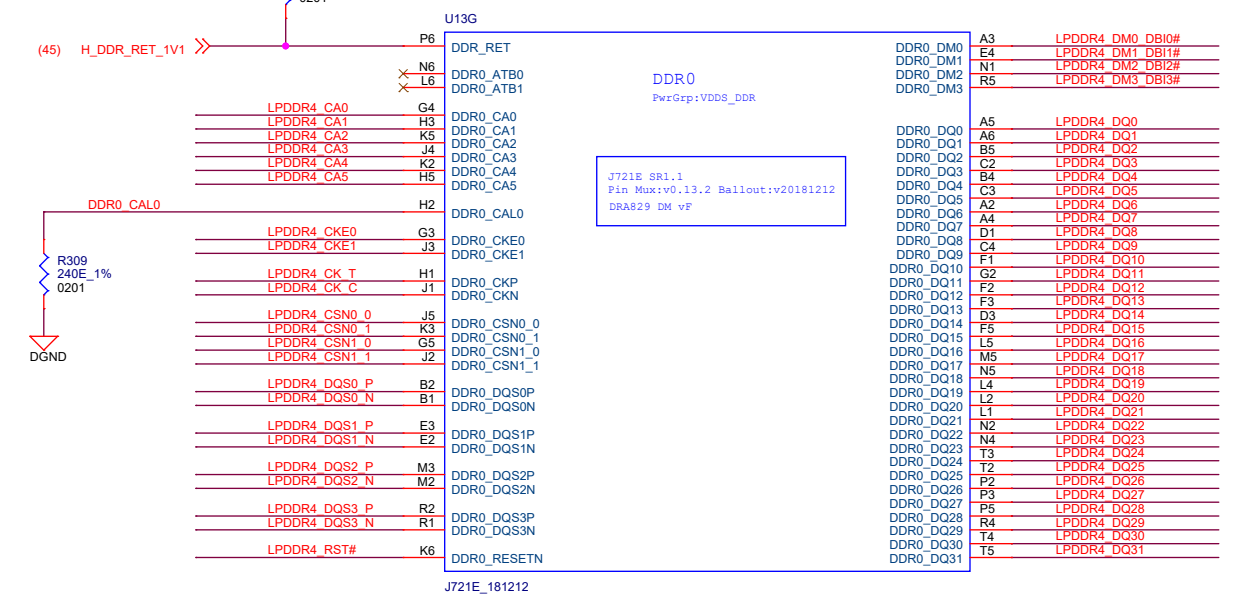 0201
U13G
(45) H_DDR_RET_1V1 P6 DDR_RET
N6 DDR0_ATB0
L6 DDR0_ATB1
LPDDR4_CA0 G4 DDR0_CA0
LPDDR4_CA1 H3 DDR0_CA1
LPDDR4_CA2 K5 DDR0_CA2
LPDDR4_CA3 J4 DDR0_CA3
LPDDR4_CA4 K2 DDR0_CA4
LPDDR4_CA5 H5 DDR0_CA5
DDR0_CAL0 H2 DDR0_CAL0
R309
240E_1%
0201
DGND
LPDDR4_CKE0 G3 DDR0_CKE0
LPDDR4_CKE1 J3 DDR0_CKE1
LPDDR4_CK_T H1 DDR0_CKP
LPDDR4_CK_C J1 DDR0_CKN
LPDDR4_CSN0_0 J5 DDR0_CSN0_0
LPDDR4_CSN0_1 K3 DDR0_CSN0_1
LPDDR4_CSN1_0 G5 DDR0_CSN1_0
LPDDR4_CSN1_1 J2 DDR0_CSN1_1
LPDDR4_DQS0_P B2 DDR0_DQS0P
LPDDR4_DQS0_N B1 DDR0_DQS0N
LPDDR4_DQS1_P E3 DDR0_DQS1P
LPDDR4_DQS1_N E2 DDR0_DQS1N
LPDDR4_DQS2_P M3 DDR0_DQS2P
LPDDR4_DQS2_N M2 DDR0_DQS2N
LPDDR4_DQS3_P R2 DDR0_DQS3P
LPDDR4_DQS3_N R1 DDR0_DQS3N
LPDDR4_RST# K6 DDR0_RESETN
DDR0
PwrGrp:VDDS_DDR
J721E SR1.1
Pin Mux:v0.13.2 Ballout:v20181212
DRA829 DM vF
DDR0_DM0 A3 LPDDR4_DM0_DBI0#
DDR0_DM1 E4 LPDDR4_DM1_DBI1#
DDR0_DM2 N1 LPDDR4_DM2_DBI2#
DDR0_DM3 R5 LPDDR4_DM3_DBI3#
DDR0_DQ0 A5 LPDDR4_DQ0
DDR0_DQ1 A6 LPDDR4_DQ1
DDR0_DQ2 B5 LPDDR4_DQ2
DDR0_DQ3 C2 LPDDR4_DQ3
DDR0_DQ4 B4 LPDDR4_DQ4
DDR0_DQ5 C3 LPDDR4_DQ5
DDR0_DQ6 A2 LPDDR4_DQ6
DDR0_DQ7 A4 LPDDR4_DQ7
DDR0_DQ8 D1 LPDDR4_DQ8
DDR0_DQ9 C4 LPDDR4_DQ9
DDR0_DQ10 F1 LPDDR4_DQ10
DDR0_DQ11 G2 LPDDR4_DQ11
DDR0_DQ12 F2 LPDDR4_DQ12
DDR0_DQ13 F3 LPDDR4_DQ13
DDR0_DQ14 D3 LPDDR4_DQ14
DDR0_DQ15 F5 LPDDR4_DQ15
DDR0_DQ16 L5 LPDDR4_DQ16
DDR0_DQ17 M5 LPDDR4_DQ17
DDR0_DQ18 N5 LPDDR4_DQ18
DDR0_DQ19 L4 LPDDR4_DQ19
DDR0_DQ20 L2 LPDDR4_DQ20
DDR0_DQ21 L1 LPDDR4_DQ21
DDR0_DQ22 N2 LPDDR4_DQ22
DDR0_DQ23 N4 LPDDR4_DQ23
DDR0_DQ24 T3 LPDDR4_DQ24
DDR0_DQ25 T2 LPDDR4_DQ25
DDR0_DQ26 P2 LPDDR4_DQ26
DDR0_DQ27 P3 LPDDR4_DQ27
DDR0_DQ28 P5 LPDDR4_DQ28
DDR0_DQ29 R4 LPDDR4_DQ29
DDR0_DQ30 T4 LPDDR4_DQ30
DDR0_DQ31 T5 LPDDR4_DQ31
J721E_181212